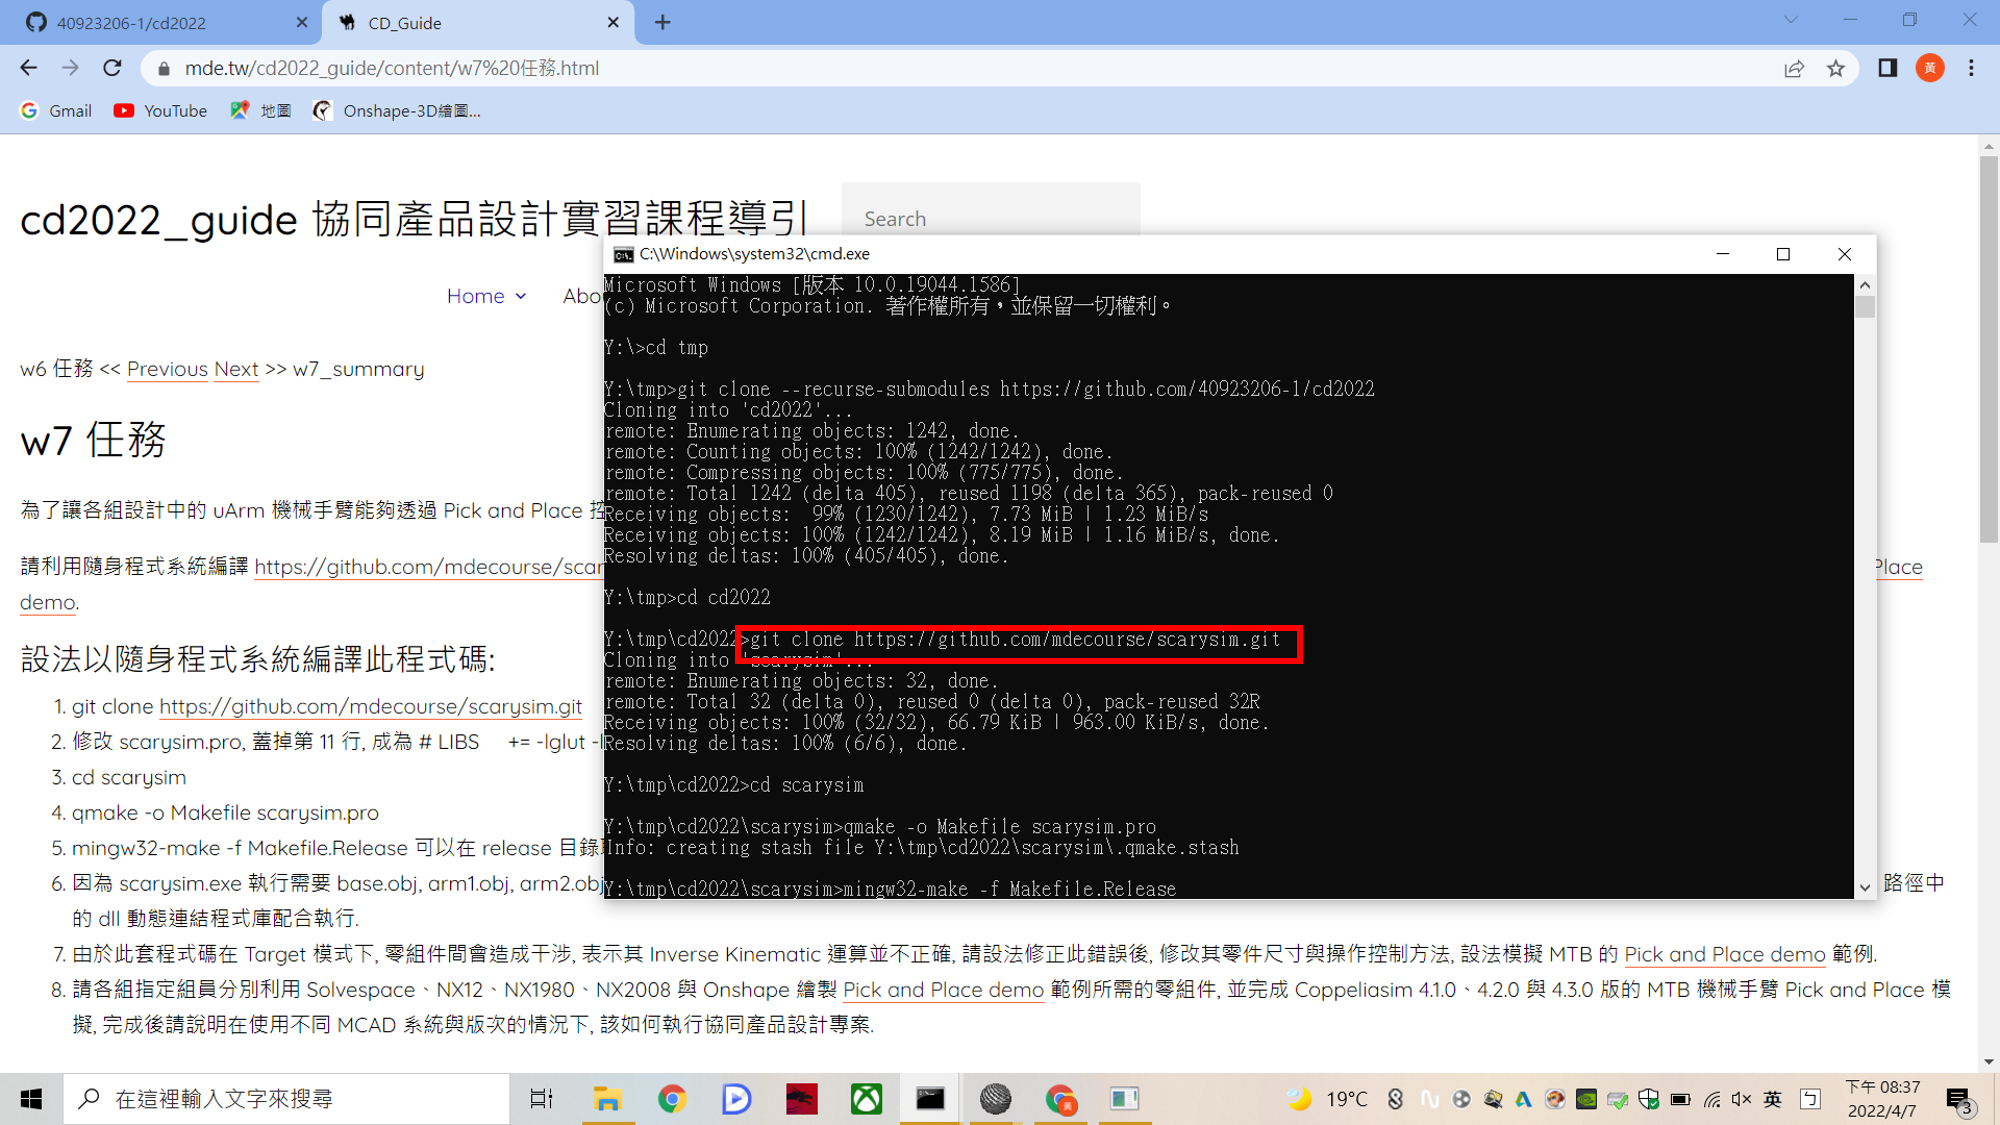 40923206-1/cd2022
CD_Guide
mde.tw/cd2022_guide/content/w7%20任務.html
黃
Gmail
YouTube
地圖
Onshape-3D繪圖...
cd2022_guide 協同產品設計實習課程導引
Search
Home
Abo
w6 任務 << Previous Next >> w7_summary
w7 任務
為了讓各組設計中的 uArm 機械手臂能夠透過 Pick and Place 控
請利用隨身程式系統編譯 https://github.com/mdecourse/scar
Place
demo.
設法以隨身程式系統編譯此程式碼:
1. git clone https://github.com/mdecourse/scarysim.git
2. 修改 scarysim.pro, 蓋掉第 11 行, 成為 # LIBS += -lglut -l
3. cd scarysim
4. qmake -o Makefile scarysim.pro
5. mingw32-make -f Makefile.Release 可以在 release 目錄
6. 因為 scarysim.exe 執行需要 base.obj, arm1.obj, arm2.obj,
路徑中
的 dll 動態連結程式庫配合執行.
7. 由於此套程式碼在 Target 模式下, 零組件間會造成干涉, 表示其 Inverse Kinematic 運算並不正確, 請設法修正此錯誤後, 修改其零件尺寸與操作控制方法, 設法模擬 MTB 的 Pick and Place demo 範例.
8. 請各組指定組員分別利用 Solvespace、NX12、NX1980、NX2008 與 Onshape 繪製 Pick and Place demo 範例所需的零組件, 並完成 Coppeliasim 4.1.0、4.2.0 與 4.3.0 版的 MTB 機械手臂 Pick and Place 模
擬, 完成後請說明在使用不同 MCAD 系統與版次的情況下, 該如何執行協同產品設計專案.
C:\Windows\system32\cmd.exe
Microsoft Windows [版本 10.0.19044.1586]
(c) Microsoft Corporation. 著作權所有，並保留一切權利。
Y:\>cd tmp
Y:\tmp>git clone --recurse-submodules https://github.com/40923206-1/cd2022
Cloning into 'cd2022'...
remote: Enumerating objects: 1242, done.
remote: Counting objects: 100% (1242/1242), done.
remote: Compressing objects: 100% (775/775), done.
remote: Total 1242 (delta 405), reused 1198 (delta 365), pack-reused 0
Receiving objects:  99% (1230/1242), 7.73 MiB | 1.23 MiB/s
Receiving objects: 100% (1242/1242), 8.19 MiB | 1.16 MiB/s, done.
Resolving deltas: 100% (405/405), done.
Y:\tmp>cd cd2022
Y:\tmp\cd2022>git clone https://github.com/mdecourse/scarysim.git
Cloning into 'scarysim'...
remote: Enumerating objects: 32, done.
remote: Total 32 (delta 0), reused 0 (delta 0), pack-reused 32R
Receiving objects: 100% (32/32), 66.79 KiB | 963.00 KiB/s, done.
Resolving deltas: 100% (6/6), done.
Y:\tmp\cd2022>cd scarysim
Y:\tmp\cd2022\scarysim>qmake -o Makefile scarysim.pro
Info: creating stash file Y:\tmp\cd2022\scarysim\.qmake.stash
Y:\tmp\cd2022\scarysim>mingw32-make -f Makefile.Release
在這裡輸入文字來搜尋
19°C
英
ㄅ
下午 08:37
2022/4/7
3